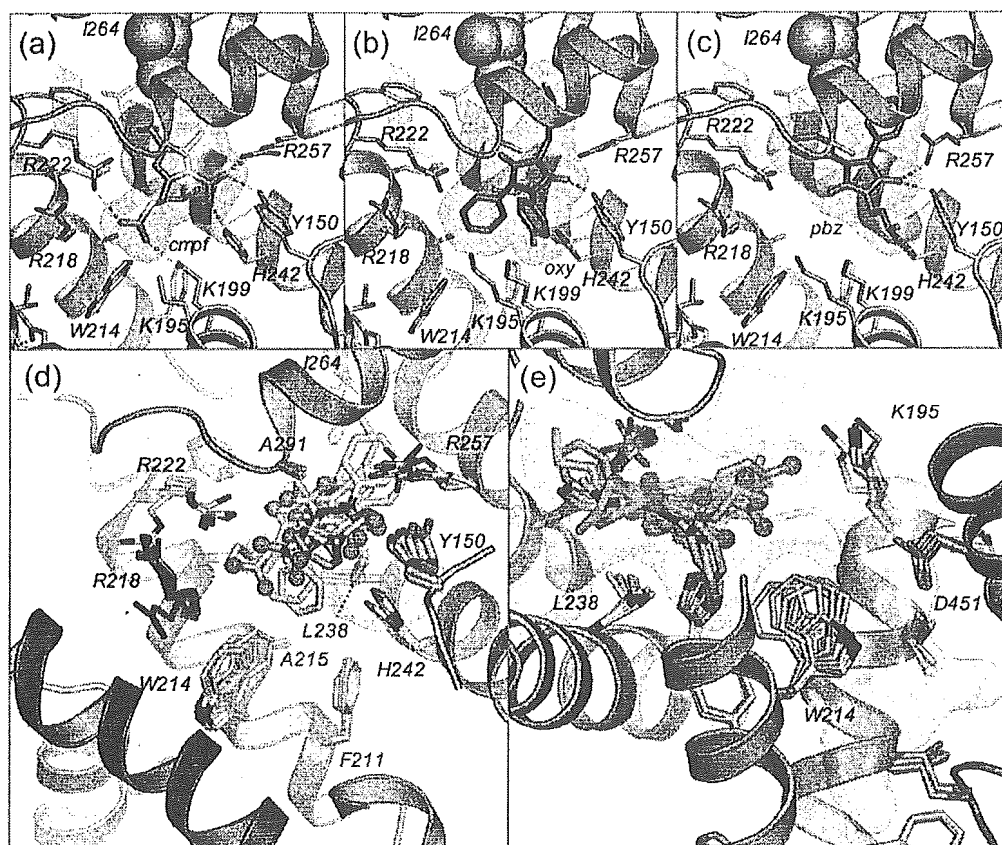 (a)
I264
R222
R257
R218
cmpf
Y150
H242
K199
W214
K195
(b)
I264
R222
R257
R218
Y150
oxy
H242
K199
W214
K195
(c)
I264
R222
R257
R218
pbz
Y150
H242
K199
K195
W214
(d)
I264
A291
R257
R222
Y150
R218
L238
A215
H242
W214
F211
(e)
K195
L238
D451
W214